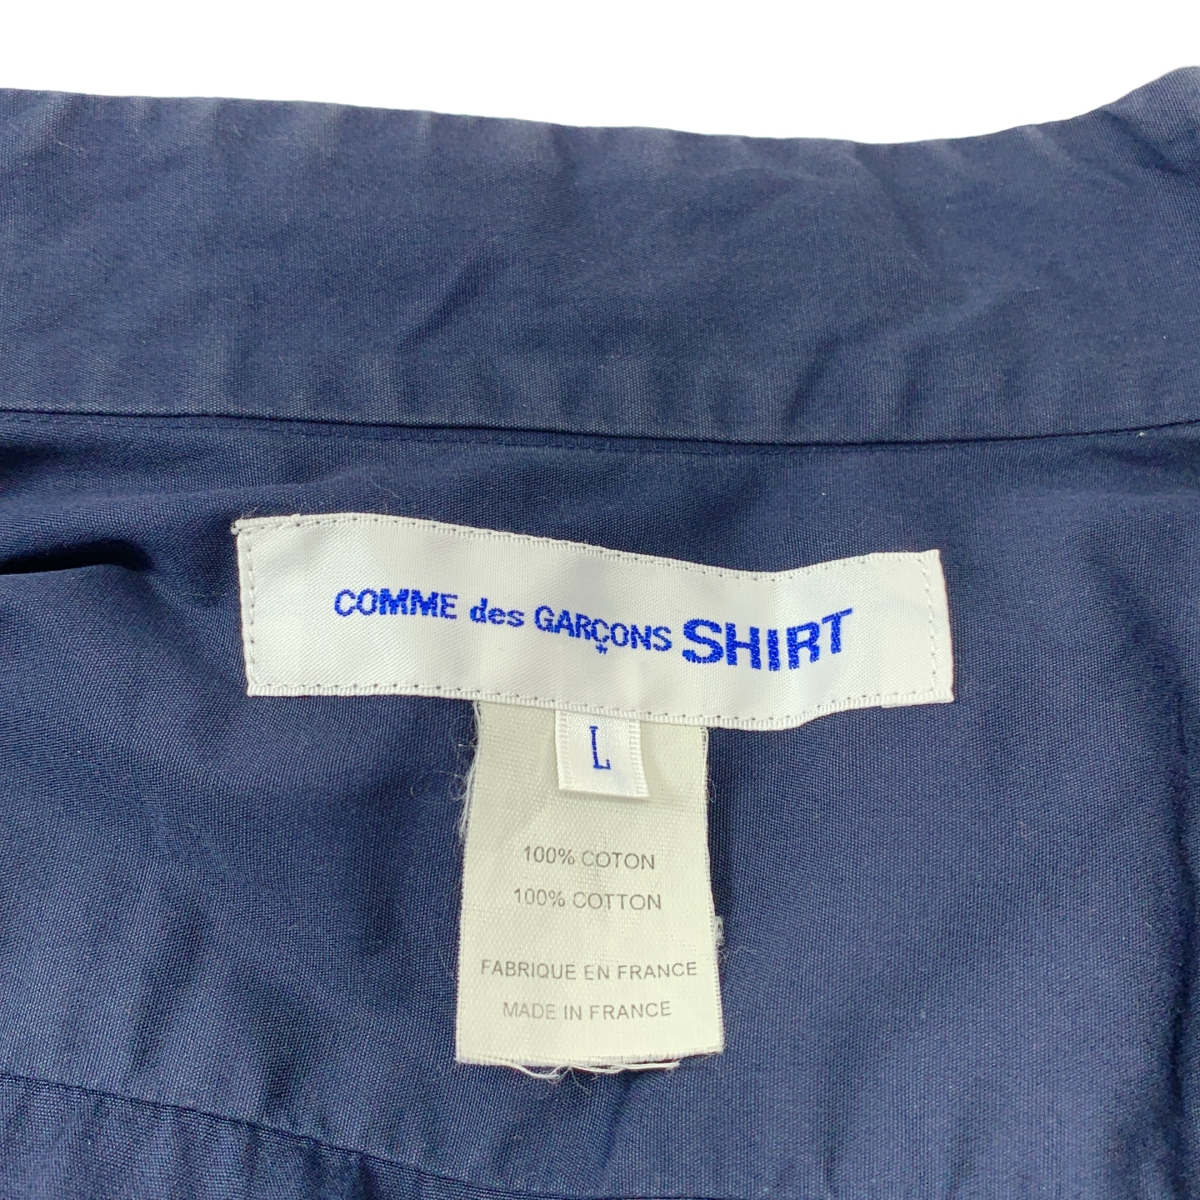 COMME des GARÇONS SHIRT
L
100% COTON
100% COTTON
FABRIQUE EN FRANCE
MADE IN FRANCE